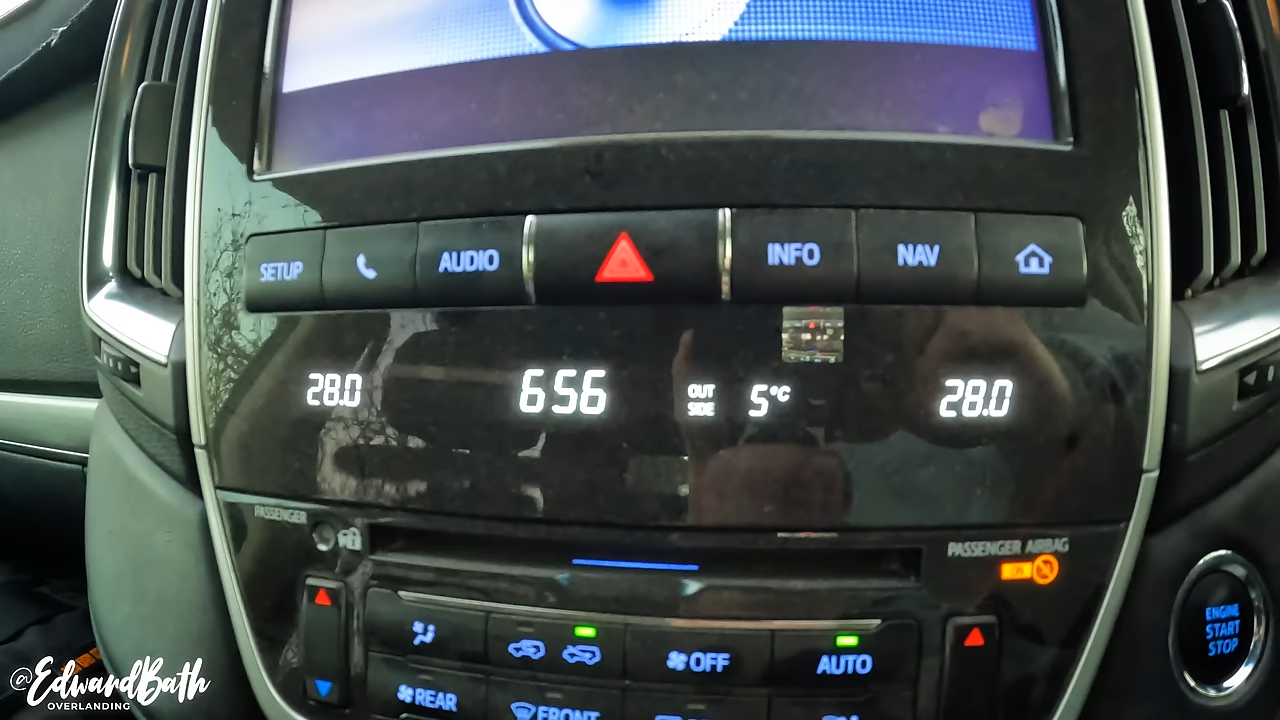 SETUP
AUDIO
INFO
NAV
28.0
6 56
OUT
SIDE
5°C
28.0
PASSENGER
PASSENGER AIRBAG
ON
ENGINE
START
STOP
OFF
AUTO
REAR
FRONT
@EdwardBath
OVERLANDING